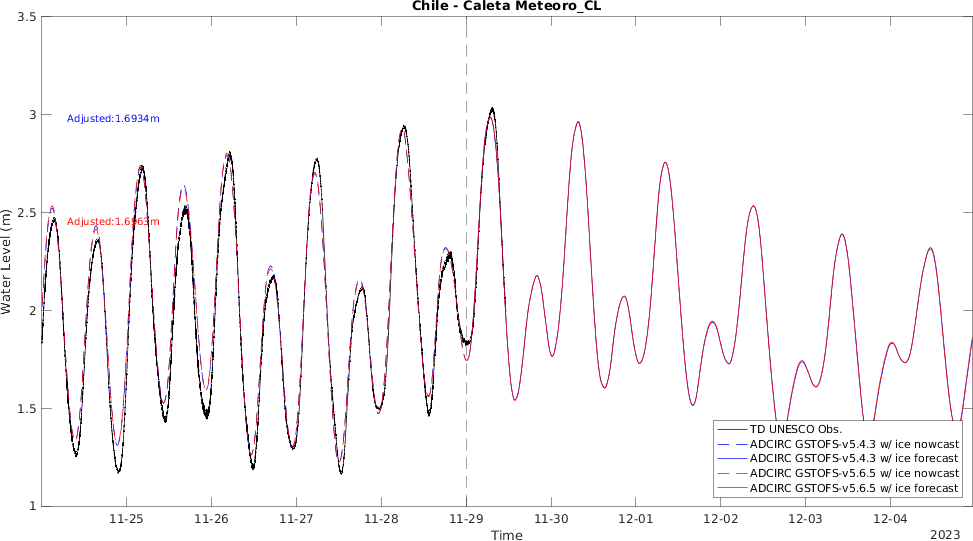 Chile - Caleta Meteoro_CL
3.5
3
2.5
2
1.5
1
Water Level (m)
Adjusted:1.6934m
Adjusted:1.6963m
TD UNESCO Obs.
ADCIRC GSTOFS-v5.4.3 w/ ice nowcast
ADCIRC GSTOFS-v5.4.3 w/ ice forecast
ADCIRC GSTOFS-v5.6.5 w/ ice nowcast
ADCIRC GSTOFS-v5.6.5 w/ ice forecast
11-25 11-26 11-27 11-28 11-29 11-30 12-01 12-02 12-03 12-04
Time
2023